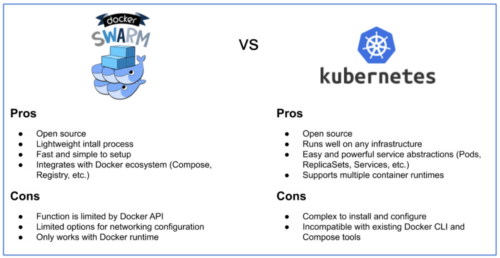 docker
SWARM
vs
kubernetes
Pros
Open source
Lightweight intall process
Fast and simple to setup
Integrates with Docker ecosystem (Compose,
Registry, etc.)
Cons
Function is limited by Docker API
Limited options for networking configuration
Only works with Docker runtime
Pros
Open source
Runs well on any infrastructure
Easy and powerful service abstractions (Pods,
ReplicaSets, Services, etc.)
Supports multiple container runtimes
Cons
Complex to install and configure
Incompatible with existing Docker CLI and
Compose tools